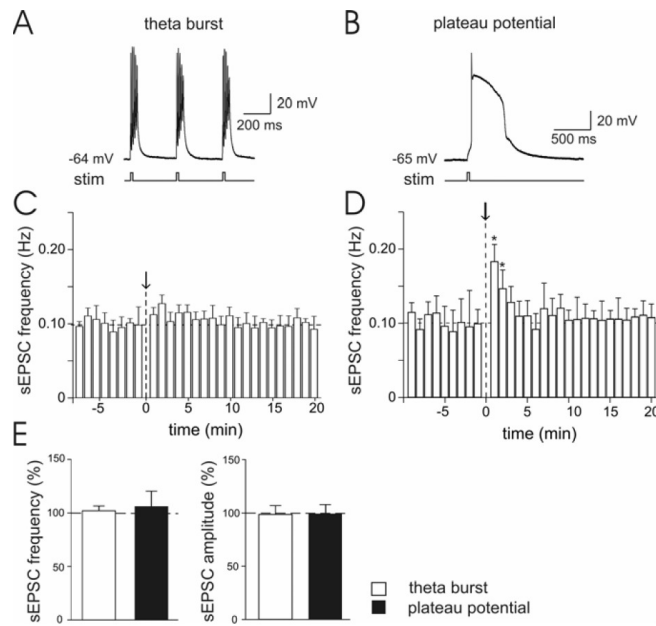 A
theta burst
20 mV
200 ms
-64 mV
stim
B
plateau potential
20 mV
500 ms
-65 mV
stim
C
sEPSC frequency (Hz)
0.20
0.10
0
-5 0 5 10 15 20
time (min)
D
sEPSC frequency (Hz)
0.20
0.10
0
* *
-5 0 5 10 15 20
time (min)
E
sEPSC frequency (%)
150
100
50
0
sEPSC amplitude (%)
150
100
50
0
theta burst
plateau potential